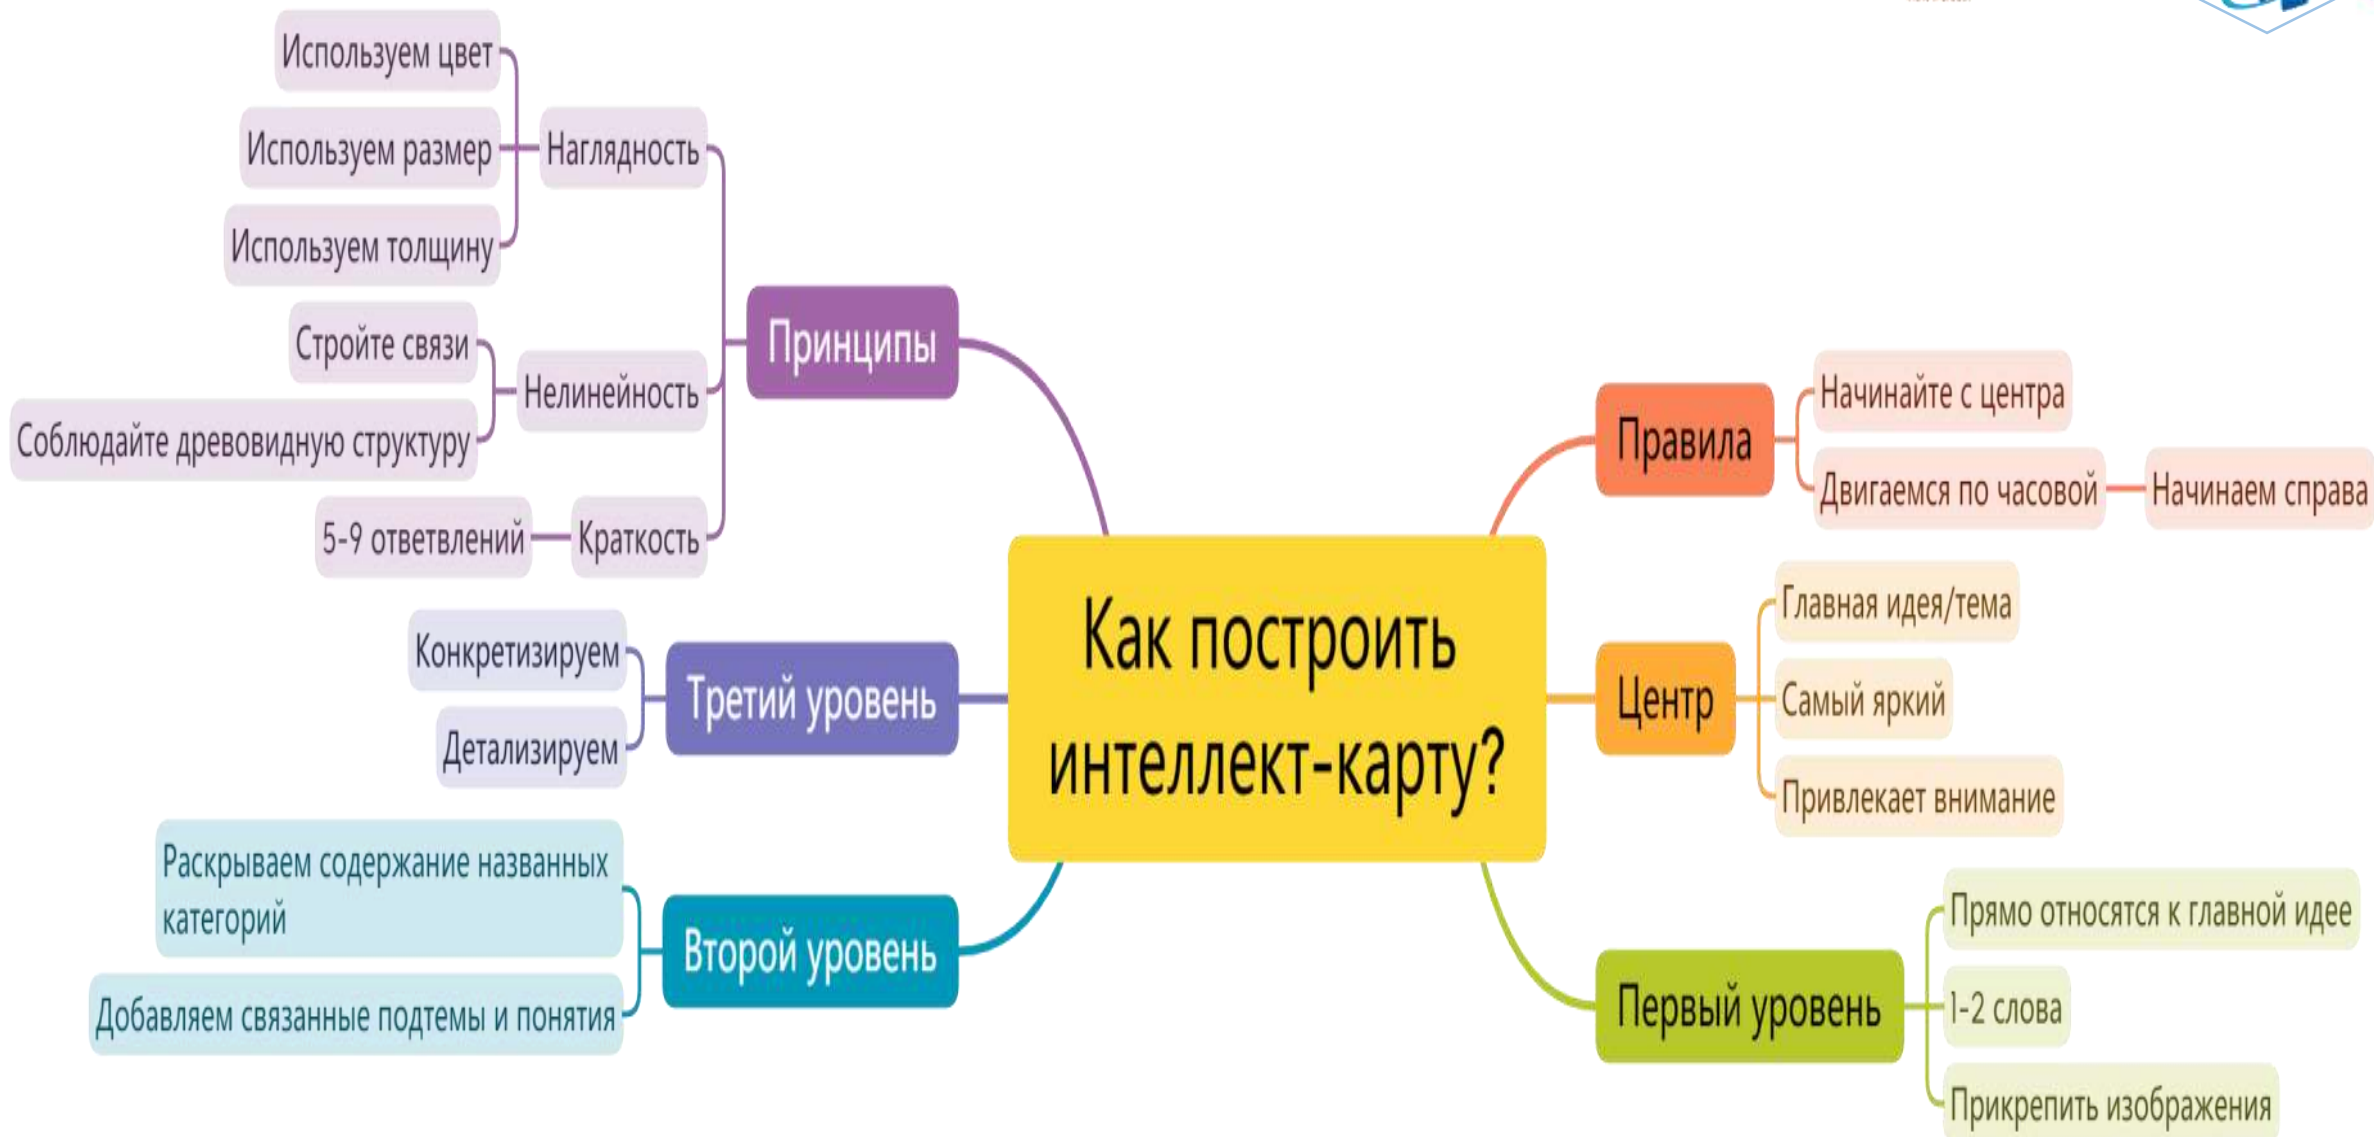 Как построить
интеллект-карту?
Правила
Начинайте с центра
Двигаемся по часовой
Начинаем справа
Центр
Главная идея/тема
Самый яркий
Привлекает внимание
Первый уровень
Прямо относятся к главной идее
1-2 слова
Прикрепить изображения
Второй уровень
Раскрываем содержание названных
категорий
Добавляем связанные подтемы и понятия
Третий уровень
Конкретизируем
Детализируем
Принципы
Наглядность
Используем цвет
Используем размер
Используем толщину
Нелинейность
Стройте связи
Соблюдайте древовидную структуру
Краткость
5-9 ответвлений